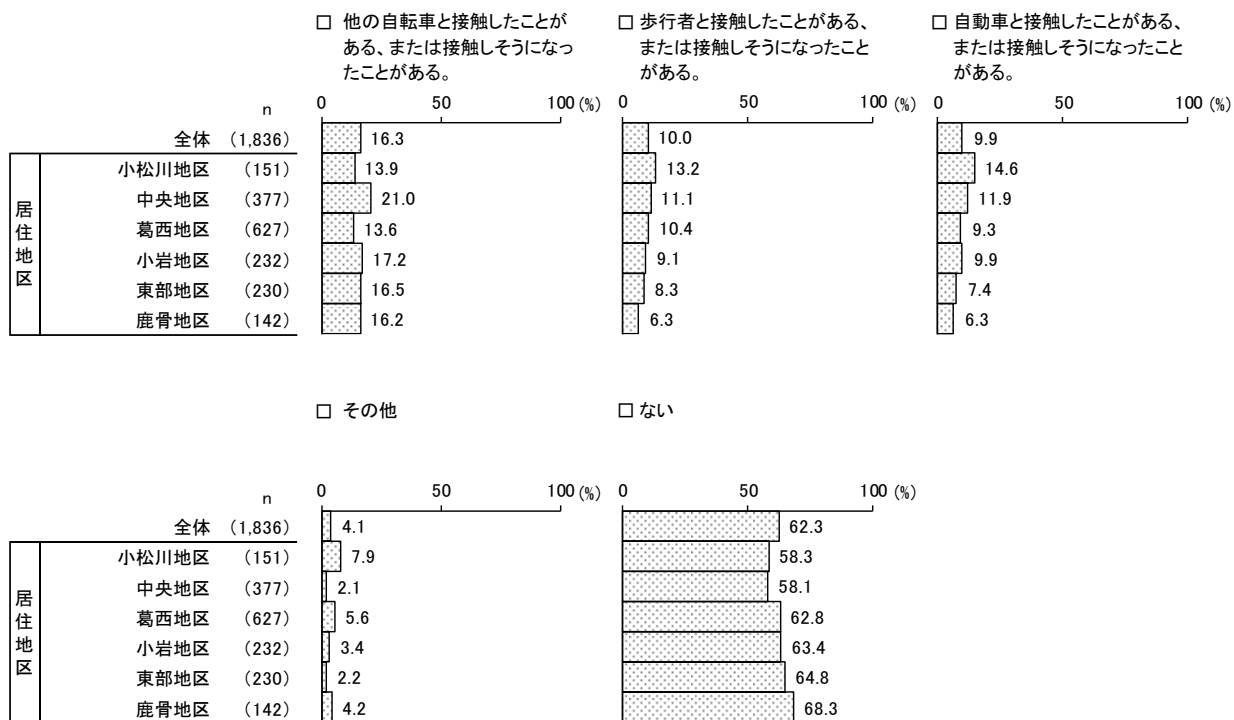 □ 他の自転車と接触したことが
ある、または接触しそうになっ
たことがある。
□ 歩行者と接触したことがある、
または接触しそうになったこと
がある。
□ 自動車と接触したことがある、
または接触しそうになったこと
がある。
n 0 50 100 (%) 0 50 100 (%) 0 50 100 (%)
全体 (1,836) 16.3 10.0 9.9
居住地区
小松川地区 (151) 13.9 13.2 14.6
中央地区 (377) 21.0 11.1 11.9
葛西地区 (627) 13.6 10.4 9.3
小岩地区 (232) 17.2 9.1 9.9
東部地区 (230) 16.5 8.3 7.4
鹿骨地区 (142) 16.2 6.3 6.3
□ その他 □ ない
n 0 50 100 (%) 0 50 100 (%)
全体 (1,836) 4.1 62.3
居住地区
小松川地区 (151) 7.9 58.3
中央地区 (377) 2.1 58.1
葛西地区 (627) 5.6 62.8
小岩地区 (232) 3.4 63.4
東部地区 (230) 2.2 64.8
鹿骨地区 (142) 4.2 68.3